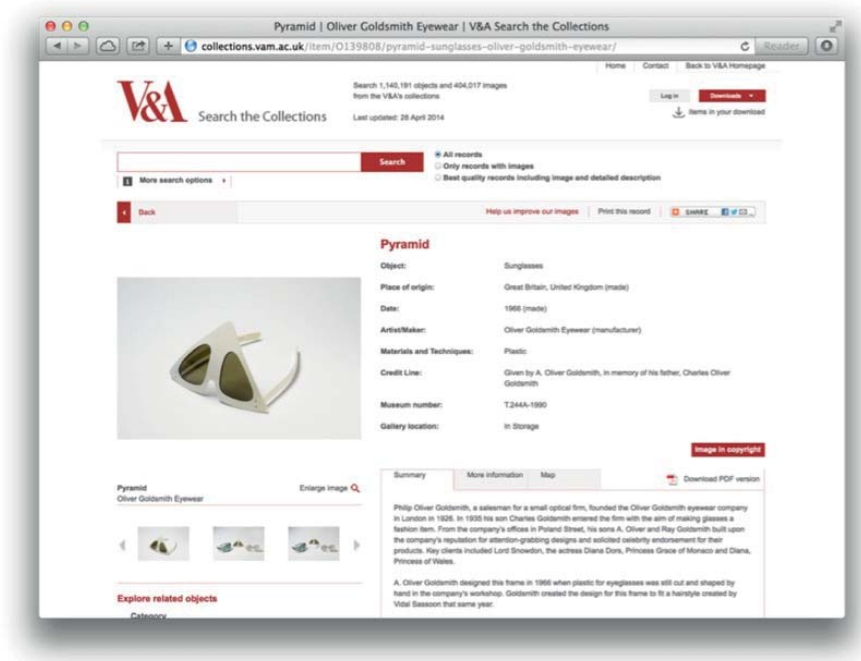 Pyramid | Oliver Goldsmith Eyewear | V&A Search the Collections
collections.vam.ac.uk/item/O139808/pyramid-sunglasses-oliver-goldsmith-eyewear/
Reader
Home Contact Back to V&A Homepage
V&A Search the Collections
Search 1,140,191 objects and 404,017 images
from the V&A's collections
Last updated: 28 April 2014
Log in Downloads
items in your download
Search
All records
Only records with images
Best quality records including image and detailed description
More search options
Back
Help us improve our images Print this record SHARE
Pyramid
Object: Sunglasses
Place of origin: Great Britain, United Kingdom (made)
Date: 1966 (made)
Artist/Maker: Oliver Goldsmith Eyewear (manufacturer)
Materials and Techniques: Plastic
Credit Line: Given by A. Oliver Goldsmith, in memory of his father, Charles Oliver
Goldsmith
Museum number: T.244A-1990
Gallery location: In Storage
Image in copyright
Pyramid
Oliver Goldsmith Eyewear
Enlarge image
Explore related objects
Category
Summary More information Map
Download PDF version
Philip Oliver Goldsmith, a salesman for a small optical firm, founded the Oliver Goldsmith eyewear company
in London in 1926. In 1935 his son Charles Goldsmith entered the firm with the aim of making glasses a
fashion item. From the company's offices in Poland Street, his sons A. Oliver and Ray Goldsmith built upon
the company's reputation for attention-grabbing designs and solicited celebrity endorsement for their
products. Key clients included Lord Snowdon, the actress Diana Dors, Princess Grace of Monaco and Diana,
Princess of Wales.
A. Oliver Goldsmith designed this frame in 1966 when plastic for eyeglasses was still cut and shaped by
hand in the company's workshop. Goldsmith created the design for this frame to fit a hairstyle created by
Vidal Sassoon that same year.